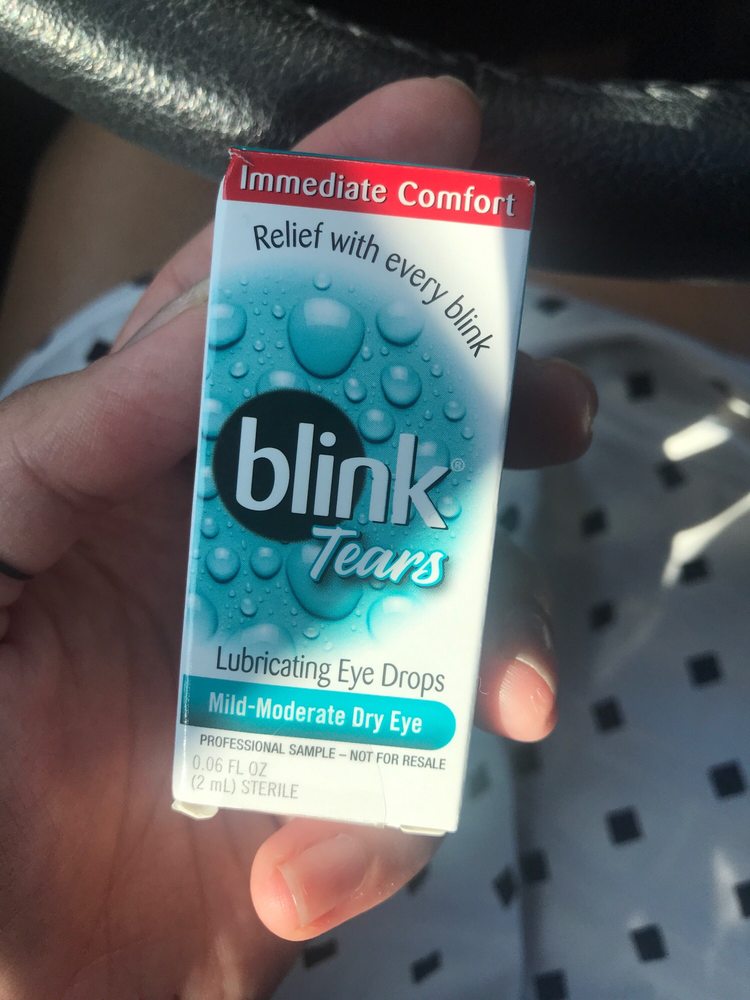 Immediate Comfort
Relief with every blink
blink®
Tears
Lubricating Eye Drops
Mild-Moderate Dry Eye
PROFESSIONAL SAMPLE – NOT FOR RESALE
0.06 FL OZ
(2 mL) STERILE